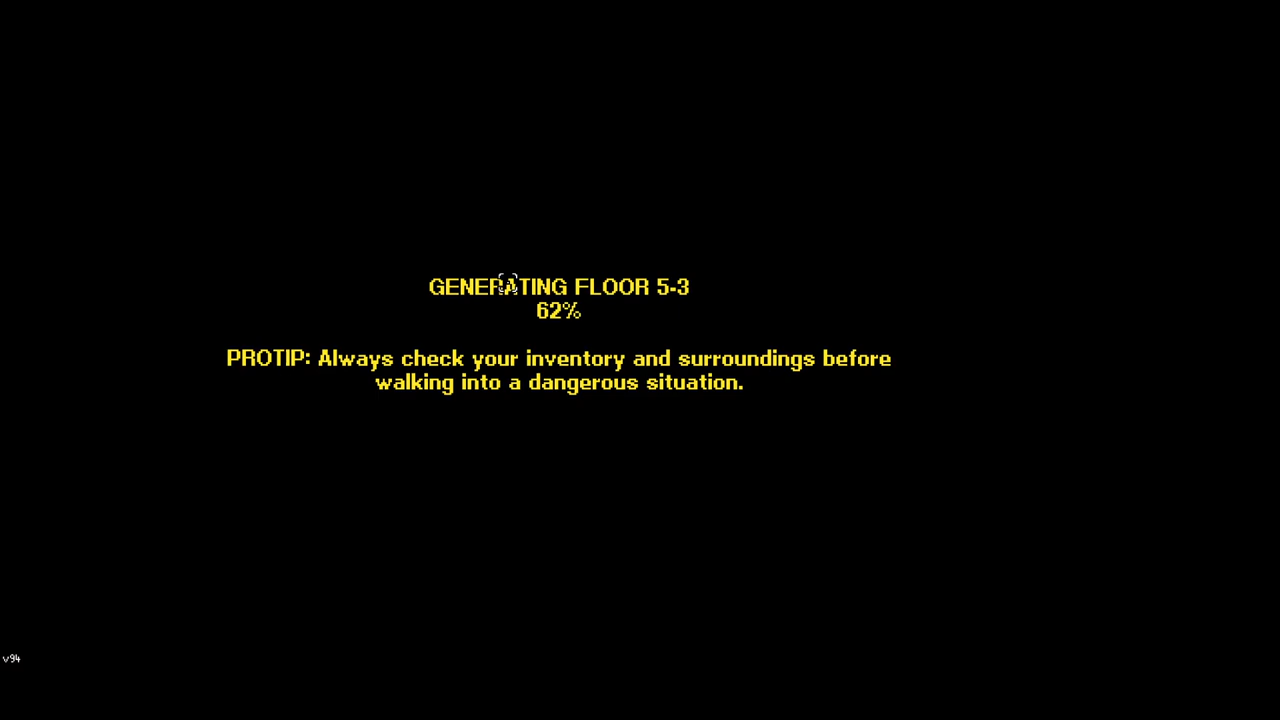 GENERATING FLOOR 5-3
62%
PROTIP: Always check your inventory and surroundings before
walking into a dangerous situation.
v94